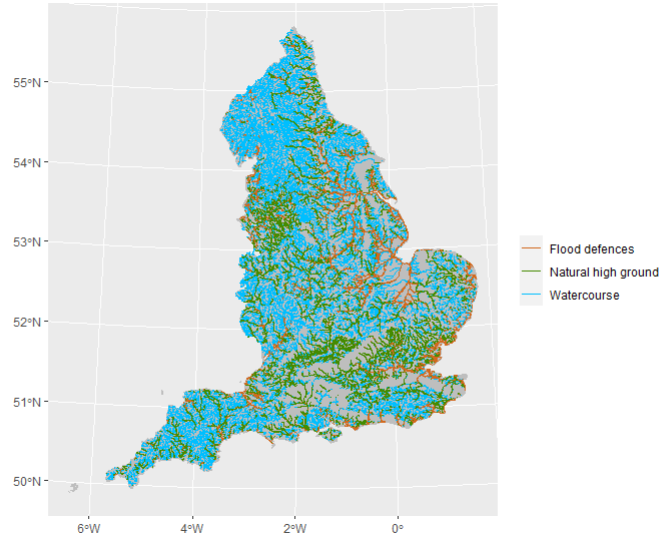 55°N
54°N
53°N
52°N
51°N
50°N
6°W
4°W
2°W
0°
Flood defences
Natural high ground
Watercourse